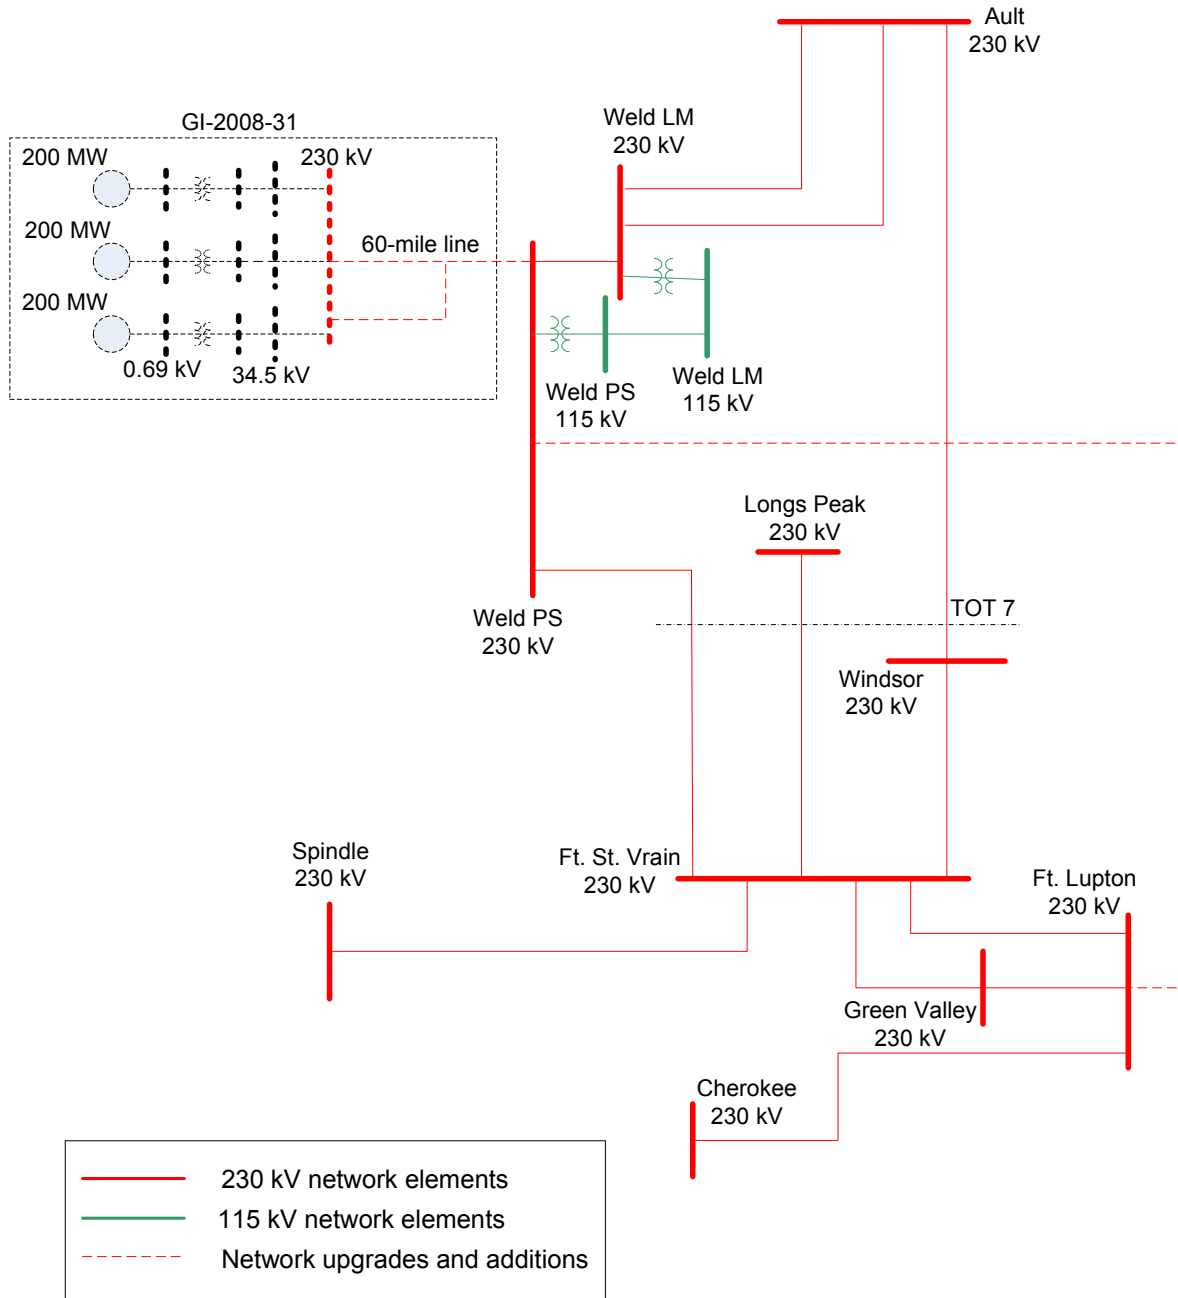 Ault
230 kV
Weld LM
230 kV
GI-2008-31
200 MW
230 kV
200 MW
60-mile line
200 MW
0.69 kV
34.5 kV
Weld PS
115 kV
Weld LM
115 kV
Longs Peak
230 kV
TOT 7
Weld PS
230 kV
Windsor
230 kV
Spindle
230 kV
Ft. St. Vrain
230 kV
Ft. Lupton
230 kV
Green Valley
230 kV
Cherokee
230 kV
230 kV network elements
115 kV network elements
Network upgrades and additions